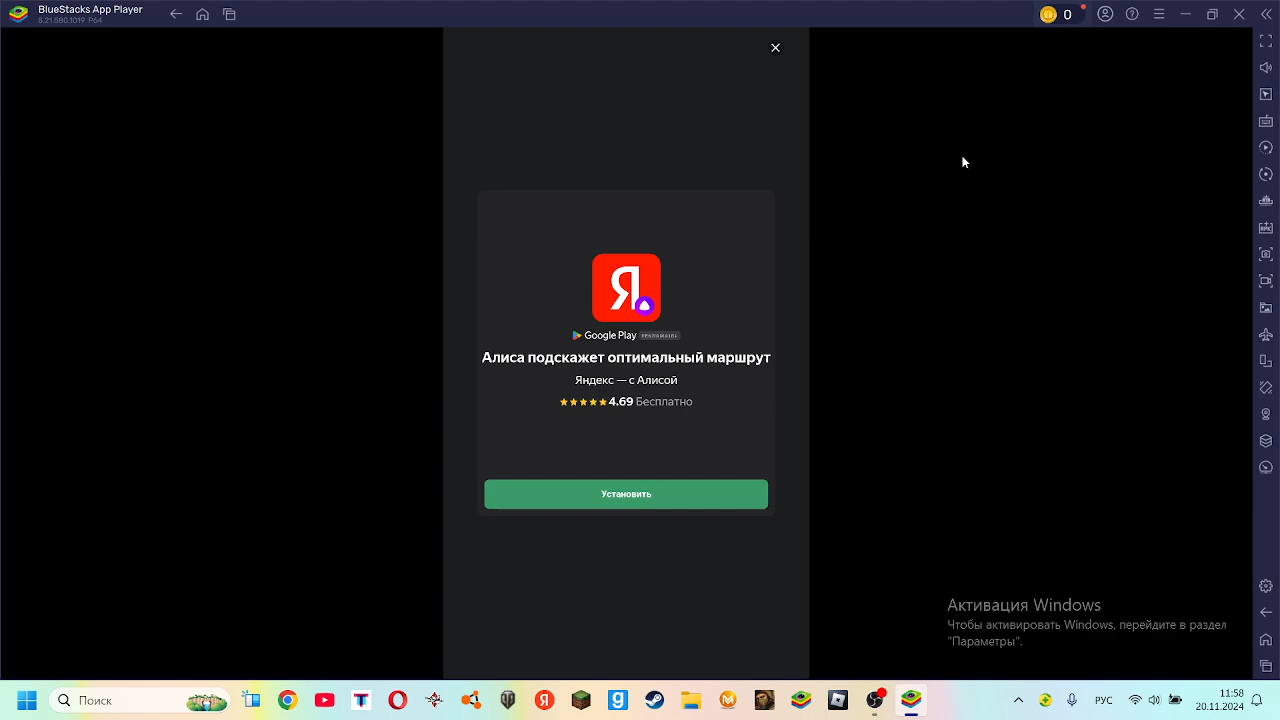 BlueStacks App Player
5.21.580.1019 P64
0
Я
Google Play
Алиса подскажет оптимальный маршрут
Яндекс — с Алисой
4.69 Бесплатно
Установить
Активация Windows
Чтобы активировать Windows, перейдите в раздел
"Параметры".
Поиск
РУС
11:58
20.11.2024